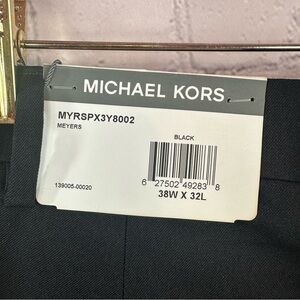 MICHAEL KORS
MYRSPX3Y8002
MEYERS
BLACK
6 27502 49283 8
139005-00020
38W X 32L